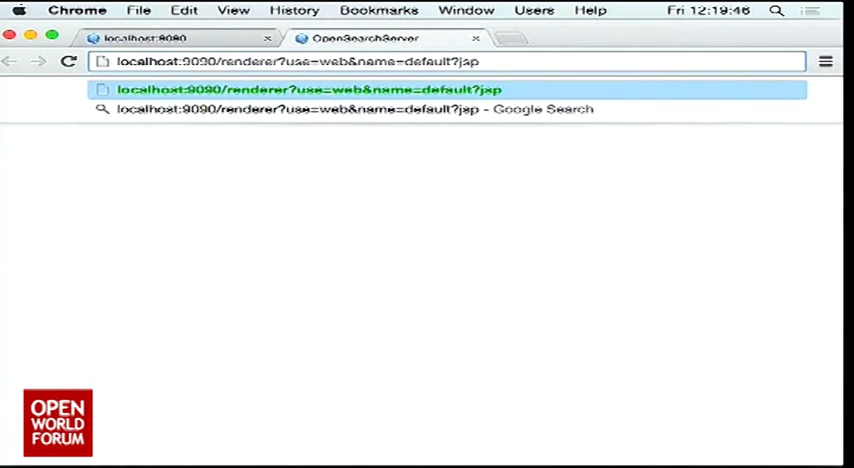 Chrome File Edit View History Bookmarks Window Users Help Fri 12:19:46
localhost:9090 × OpenSearchServer ×
localhost:9090/renderer?use=web&name=default?jsp
localhost:9090/renderer?use=web&name=default?jsp
localhost:9090/renderer?use=web&name=default?jsp - Google Search
OPEN
WORLD
FORUM